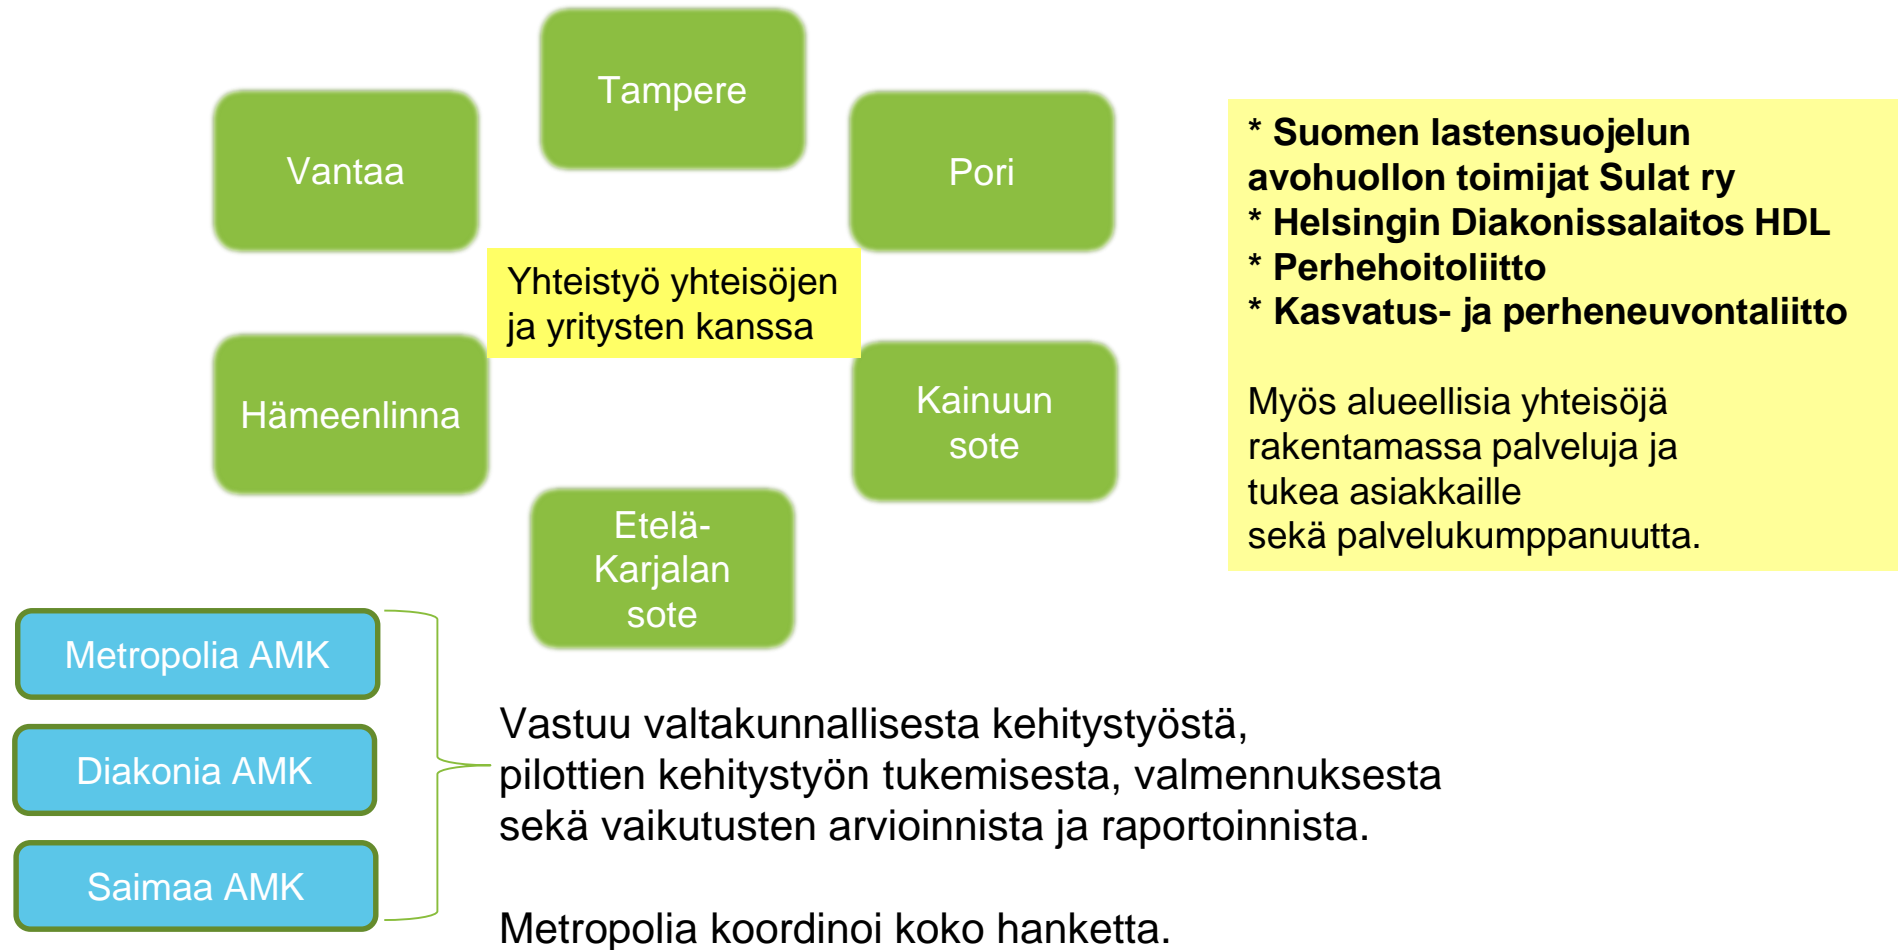 Tampere
Vantaa
Pori
Yhteistyö yhteisöjen
ja yritysten kanssa
Hämeenlinna
Kainuun
sote
Etelä-
Karjalan
sote
* Suomen lastensuojelun
avohuollon toimijat Sulat ry
* Helsingin Diakonissalaitos HDL
* Perhehoitoliitto
* Kasvatus- ja perheneuvontaliitto
Myös alueellisia yhteisöjä
rakentamassa palveluja ja
tukea asiakkaille
sekä palvelukumppanuutta.
Metropolia AMK
Diakonia AMK
Saimaa AMK
Vastuu valtakunnallisesta kehitystyöstä,
pilottien kehitystyön tukemisesta, valmennuksesta
sekä vaikutusten arvioinnista ja raportoinnista.
Metropolia koordinoi koko hanketta.